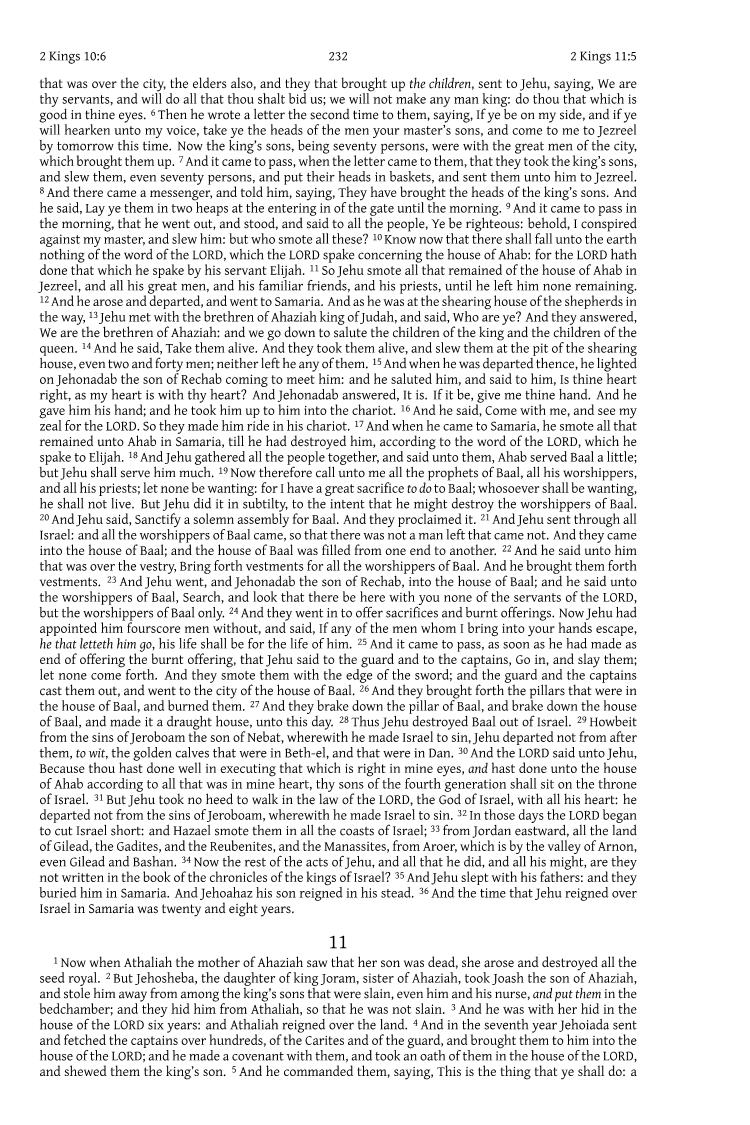 2 Kings 10:6 232 2 Kings 11:5
that was over the city, the elders also, and they that brought up the children, sent to Jehu, saying, We are
thy servants, and will do all that thou shalt bid us; we will not make any man king: do thou that which is
good in thine eyes. 6 Then he wrote a letter the second time to them, saying, If ye be on my side, and if ye
will hearken unto my voice, take ye the heads of the men your master's sons, and come to me to Jezreel
by tomorrow this time. Now the king's sons, being seventy persons, were with the great men of the city,
which brought them up. 7 And it came to pass, when the letter came to them, that they took the king's sons,
and slew them, even seventy persons, and put their heads in baskets, and sent them unto him to Jezreel.
8 And there came a messenger, and told him, saying, They have brought the heads of the king's sons. And
he said, Lay ye them in two heaps at the entering in of the gate until the morning. 9 And it came to pass in
the morning, that he went out, and stood, and said to all the people, Ye be righteous: behold, I conspired
against my master, and slew him: but who smote all these? 10 Know now that there shall fall unto the earth
nothing of the word of the LORD, which the LORD spake concerning the house of Ahab: for the LORD hath
done that which he spake by his servant Elijah. 11 So Jehu smote all that remained of the house of Ahab in
Jezreel, and all his great men, and his familiar friends, and his priests, until he left him none remaining.
12 And he arose and departed, and went to Samaria. And as he was at the shearing house of the shepherds in
the way, 13 Jehu met with the brethren of Ahaziah king of Judah, and said, Who are ye? And they answered,
We are the brethren of Ahaziah: and we go down to salute the children of the king and the children of the
queen. 14 And he said, Take them alive. And they took them alive, and slew them at the pit of the shearing
house, even two and forty men; neither left he any of them. 15 And when he was departed thence, he lighted
on Jehonadab the son of Rechab coming to meet him: and he saluted him, and said to him, Is thine heart
right, as my heart is with thy heart? And Jehonadab answered, It is. If it be, give me thine hand. And he
gave him his hand; and he took him up to him into the chariot. 16 And he said, Come with me, and see my
zeal for the LORD. So they made him ride in his chariot. 17 And when he came to Samaria, he smote all that
remained unto Ahab in Samaria, till he had destroyed him, according to the word of the LORD, which he
spake to Elijah. 18 And Jehu gathered all the people together, and said unto them, Ahab served Baal a little;
but Jehu shall serve him much. 19 Now therefore call unto me all the prophets of Baal, all his worshippers,
and all his priests; let none be wanting: for I have a great sacrifice to do to Baal; whosoever shall be wanting,
he shall not live. But Jehu did it in subtilty, to the intent that he might destroy the worshippers of Baal.
20 And Jehu said, Sanctify a solemn assembly for Baal. And they proclaimed it. 21 And Jehu sent through all
Israel: and all the worshippers of Baal came, so that there was not a man left that came not. And they came
into the house of Baal; and the house of Baal was filled from one end to another. 22 And he said unto him
that was over the vestry, Bring forth vestments for all the worshippers of Baal. And he brought them forth
vestments. 23 And Jehu went, and Jehonadab the son of Rechab, into the house of Baal; and he said unto
the worshippers of Baal, Search, and look that there be here with you none of the servants of the LORD,
but the worshippers of Baal only. 24 And they went in to offer sacrifices and burnt offerings. Now Jehu had
appointed him fourscore men without, and said, If any of the men whom I bring into your hands escape,
he that letteth him go, his life shall be for the life of him. 25 And it came to pass, as soon as he had made as
end of offering the burnt offering, that Jehu said to the guard and to the captains, Go in, and slay them;
let none come forth. And they smote them with the edge of the sword; and the guard and the captains
cast them out, and went to the city of the house of Baal. 26 And they brought forth the pillars that were in
the house of Baal, and burned them. 27 And they brake down the pillar of Baal, and brake down the house
of Baal, and made it a draught house, unto this day. 28 Thus Jehu destroyed Baal out of Israel. 29 Howbeit
from the sins of Jeroboam the son of Nebat, wherewith he made Israel to sin, Jehu departed not from after
them, to wit, the golden calves that were in Beth-el, and that were in Dan. 30 And the LORD said unto Jehu,
Because thou hast done well in executing that which is right in mine eyes, and hast done unto the house
of Ahab according to all that was in mine heart, thy sons of the fourth generation shall sit on the throne
of Israel. 31 But Jehu took no heed to walk in the law of the LORD, the God of Israel, with all his heart: he
departed not from the sins of Jeroboam, wherewith he made Israel to sin. 32 In those days the LORD began
to cut Israel short: and Hazael smote them in all the coasts of Israel; 33 from Jordan eastward, all the land
of Gilead, the Gadites, and the Reubenites, and the Manassites, from Aroer, which is by the valley of Arnon,
even Gilead and Bashan. 34 Now the rest of the acts of Jehu, and all that he did, and all his might, are they
not written in the book of the chronicles of the kings of Israel? 35 And Jehu slept with his fathers: and they
buried him in Samaria. And Jehoahaz his son reigned in his stead. 36 And the time that Jehu reigned over
Israel in Samaria was twenty and eight years.
11
1 Now when Athaliah the mother of Ahaziah saw that her son was dead, she arose and destroyed all the
seed royal. 2 But Jehosheba, the daughter of king Joram, sister of Ahaziah, took Joash the son of Ahaziah,
and stole him away from among the king's sons that were slain, even him and his nurse, and put them in the
bedchamber; and they hid him from Athaliah, so that he was not slain. 3 And he was with her hid in the
house of the LORD six years: and Athaliah reigned over the land. 4 And in the seventh year Jehoiada sent
and fetched the captains over hundreds, of the Carites and of the guard, and brought them to him into the
house of the LORD; and he made a covenant with them, and took an oath of them in the house of the LORD,
and shewed them the king's son. 5 And he commanded them, saying, This is the thing that ye shall do: a